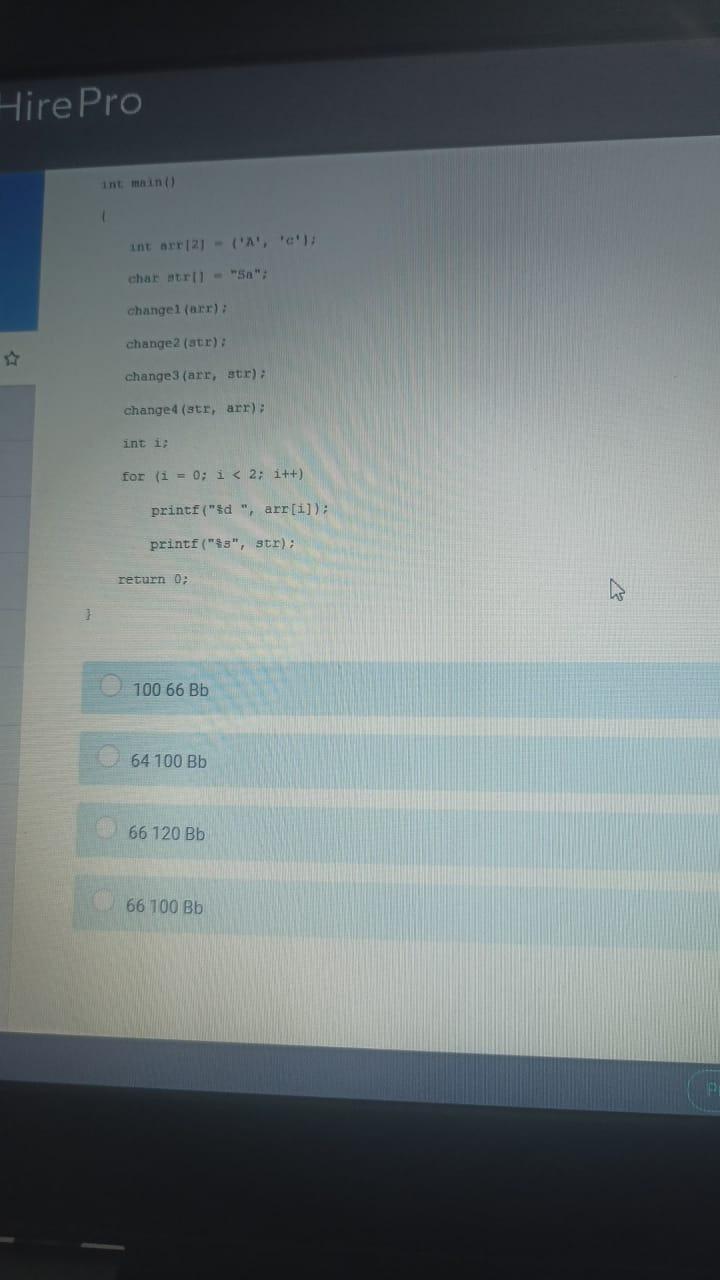 HirePro
int main()
{
int arr[2] = {'A', 'c'};
char str[] = "Sa";
change1(arr);
change2(str);
change3(arr, str);
change4(str, arr);
int i;
for (i = 0; i < 2; i++)
printf("%d ", arr[i]);
printf("%s", str);
return 0;
}
100 66 Bb
64 100 Bb
66 120 Bb
66 100 Bb